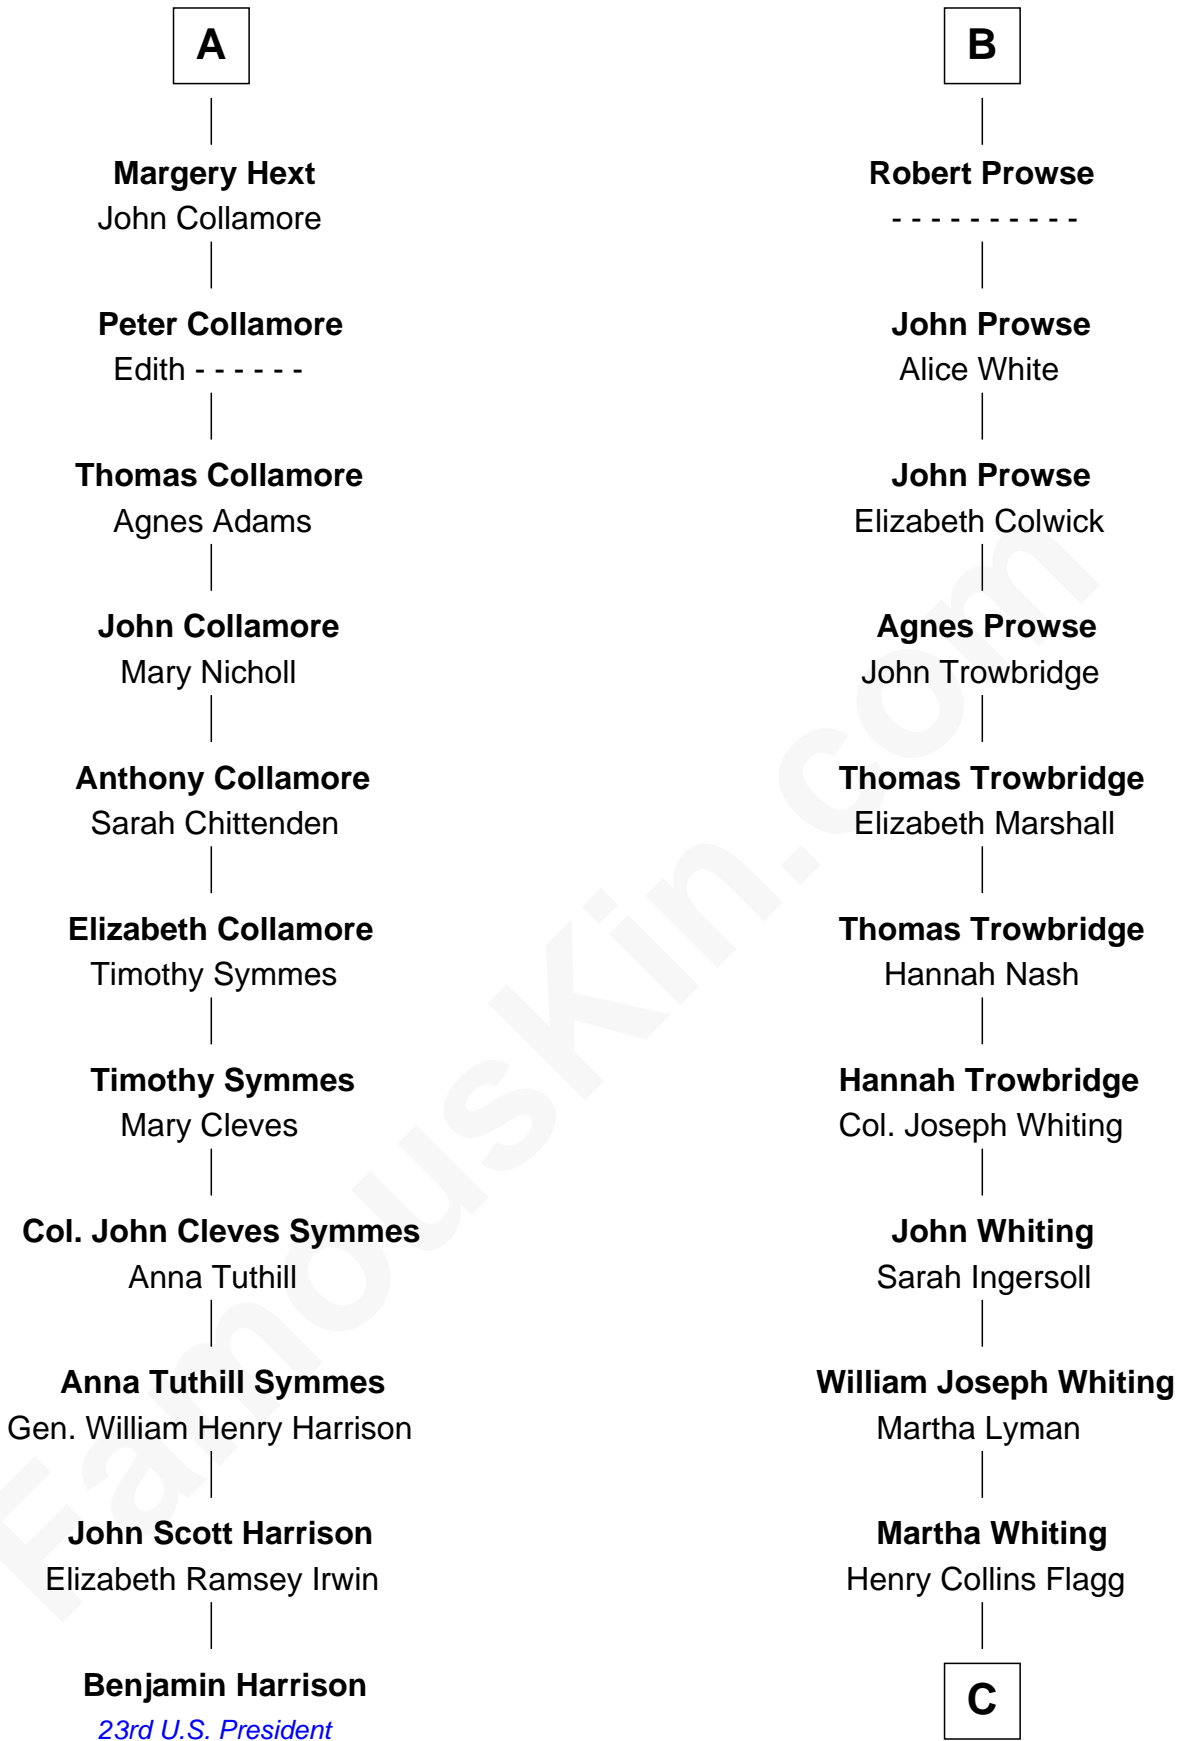 A
Margery Hext
John Collamore
Peter Collamore
Edith - - - - - -
Thomas Collamore
Agnes Adams
John Collamore
Mary Nicholl
Anthony Collamore
Sarah Chittenden
Elizabeth Collamore
Timothy Symmes
Timothy Symmes
Mary Cleves
Col. John Cleves Symmes
Anna Tuthill
Anna Tuthill Symmes
Gen. William Henry Harrison
John Scott Harrison
Elizabeth Ramsey Irwin
Benjamin Harrison
23rd U.S. President
B
Robert Prowse
- - - - - - - - - -
John Prowse
Alice White
John Prowse
Elizabeth Colwick
Agnes Prowse
John Trowbridge
Thomas Trowbridge
Elizabeth Marshall
Thomas Trowbridge
Hannah Nash
Hannah Trowbridge
Col. Joseph Whiting
John Whiting
Sarah Ingersoll
William Joseph Whiting
Martha Lyman
Martha Whiting
Henry Collins Flagg
C
FamousKin.com